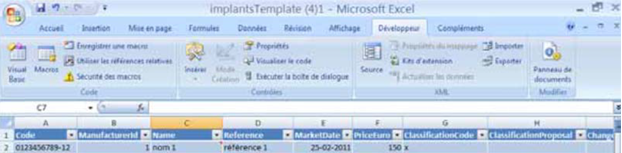 implantsTemplate (4)1 - Microsoft Excel
Accueil Insertion Mise en page Formules Données Révision Affichage Développeur Compléments
Visual Basic
Macros
Enregistrer une macro
Utiliser les références relatives
Sécurité des macros
Code
Insérer
Mode Création
Propriétés
Visualiser le code
Exécuter la boîte de dialogue
Contrôles
Source
Propriétés du mappage
Kits d'extension
Actualiser les données
Importer
Exporter
XML
Panneau de documents
Modifier
C7 fx
A B C D E F G H
1 Code ManufacturerId Name Reference MarketDate PriceEuro ClassificationCode ClassificationProposal Change
2 0123456789-12 1 nom 1 référence 1 25-02-2011 150 x